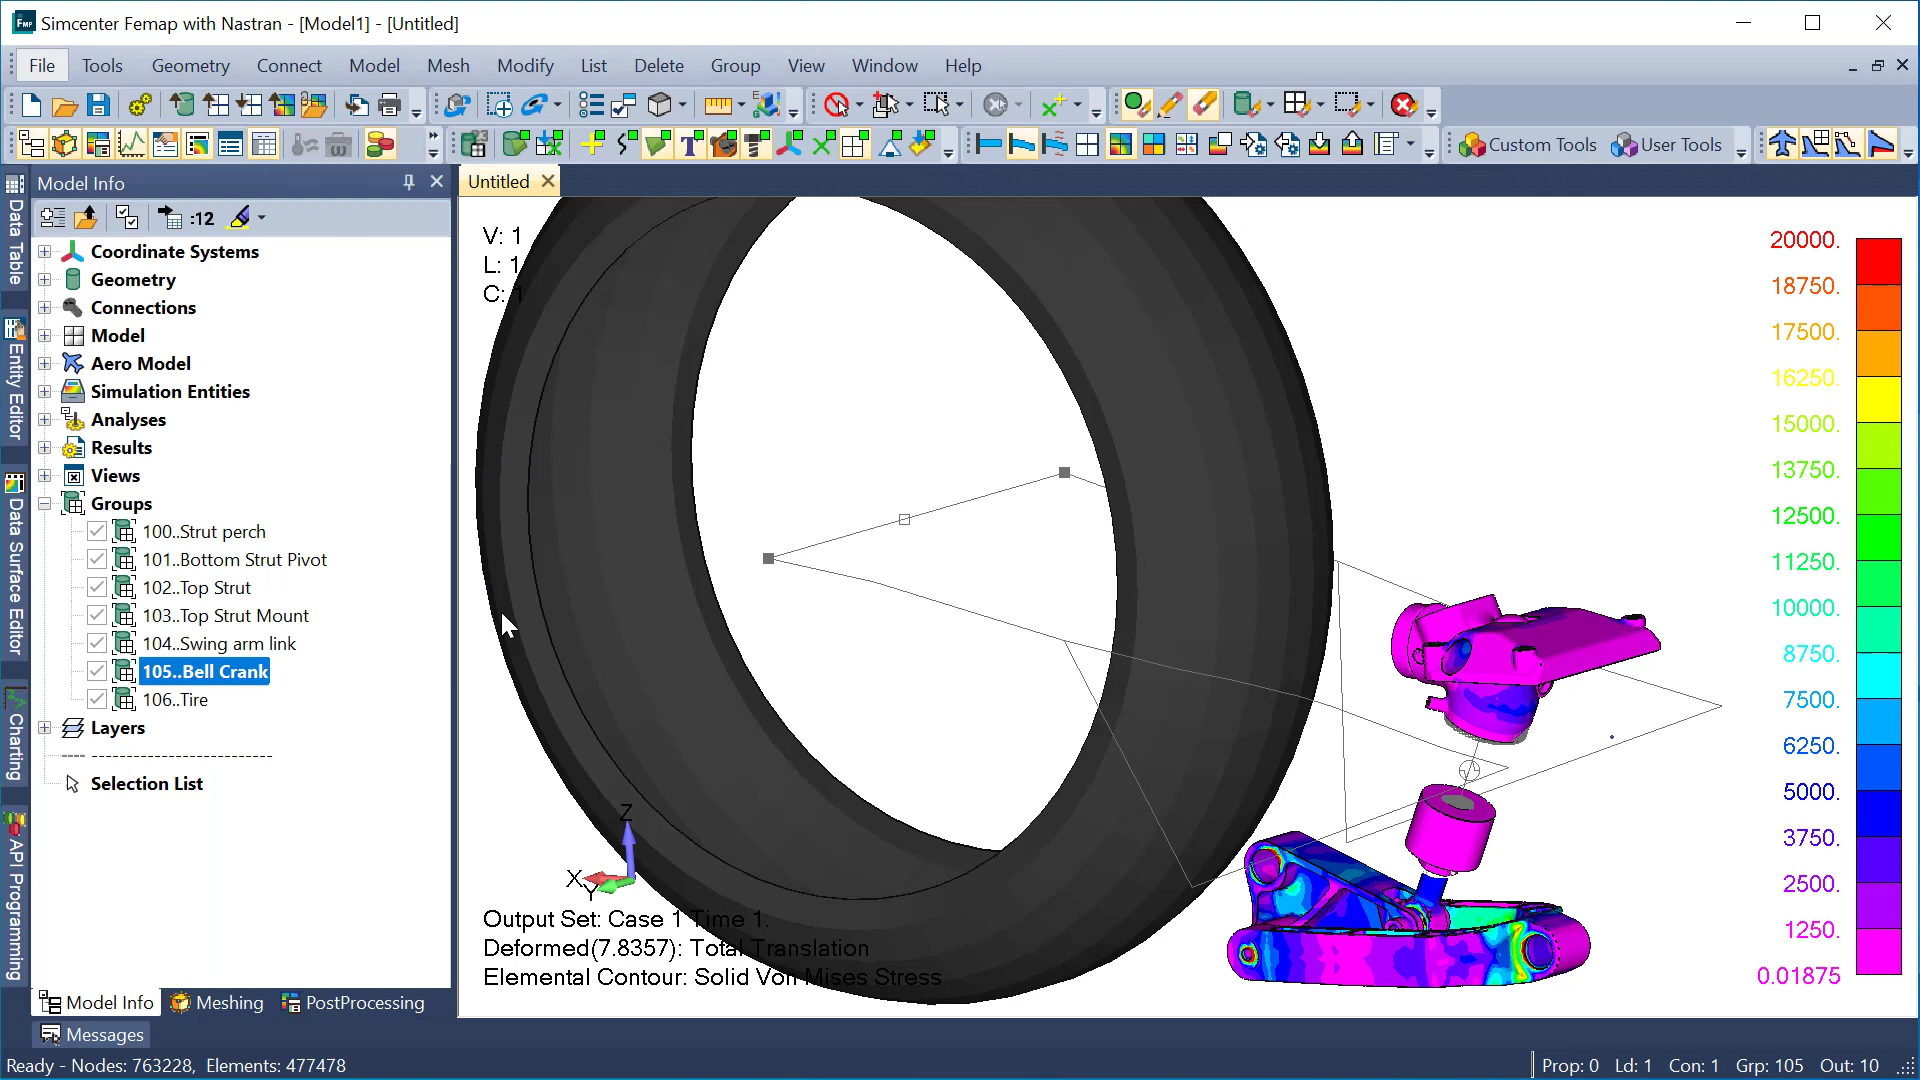 Simcenter Femap with Nastran - [Model1] - [Untitled]
File Tools Geometry Connect Model Mesh Modify List Delete Group View Window Help
Custom Tools User Tools
Model Info
Untitled
:12
Data Table
Entity Editor
Data Surface Editor
Charting
API Programming
Coordinate Systems
Geometry
Connections
Model
Aero Model
Simulation Entities
Analyses
Results
Views
Groups
100..Strut perch
101..Bottom Strut Pivot
102..Top Strut
103..Top Strut Mount
104..Swing arm link
105..Bell Crank
106..Tire
Layers
Selection List
V: 1
L: 1
C: 1
Z
X
Y
Output Set: Case 1 Time 1.
Deformed(7.8357): Total Translation
Elemental Contour: Solid Von Mises Stress
20000.
18750.
17500.
16250.
15000.
13750.
12500.
11250.
10000.
8750.
7500.
6250.
5000.
3750.
2500.
1250.
0.01875
Model Info Meshing PostProcessing
Messages
Ready - Nodes: 763228, Elements: 477478
Prop: 0 Ld: 1 Con: 1 Grp: 105 Out: 10